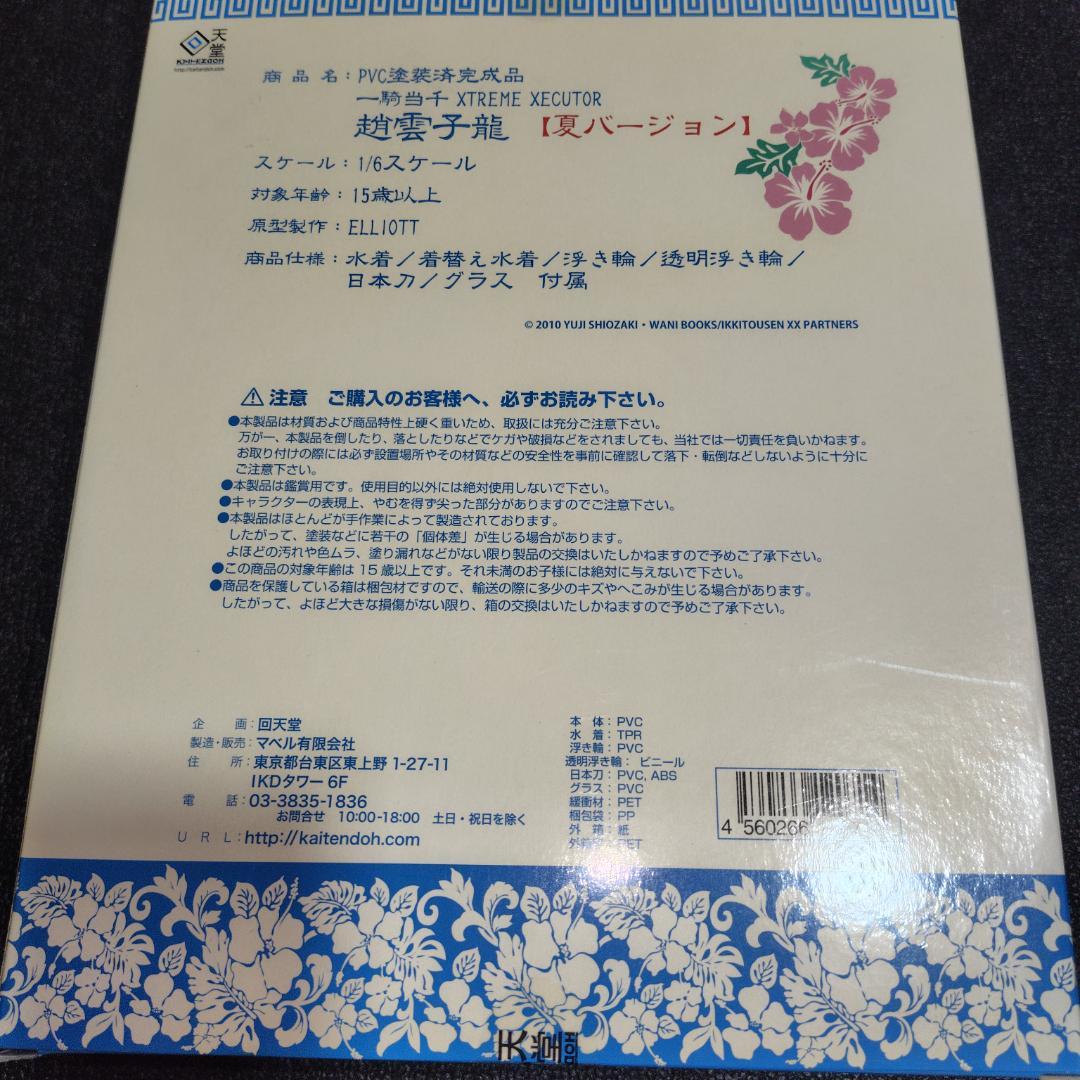 回天堂
KAITENDOH
http://kaitendoh.com
商品名：PVC塗装済完成品
一騎当千 XTREME XECUTOR
趙雲子龍 【夏バージョン】
スケール：1/6スケール
対象年齢：15歳以上
原型製作：ELLIOTT
商品仕様：水着／着替え水着／浮き輪／透明浮き輪／
日本刀／グラス 付属
© 2010 YUJI SHIOZAKI・WANI BOOKS/IKKITOUSEN XX PARTNERS
⚠ 注意 ご購入のお客様へ、必ずお読み下さい。
●本製品は材質および商品特性上硬く重いため、取扱には充分ご注意下さい。
万が一、本製品を倒したり、落としたりなどでケガや破損などをされましても、当社では一切責任を負いかねます。
お取り付けの際には必ず設置場所やその材質などの安全性を事前に確認して落下・転倒などしないように十分に
ご注意下さい。
●本製品は鑑賞用です。使用目的以外には絶対使用しないで下さい。
●キャラクターの表現上、やむを得ず尖った部分がありますのでご注意下さい。
●本製品はほとんどが手作業によって製造されております。
したがって、塗装などに若干の「個体差」が生じる場合があります。
よほどの汚れや色ムラ、塗り漏れなどがない限り製品の交換はいたしかねますので予めご了承下さい。
●この商品の対象年齢は 15 歳以上です。それ未満のお子様には絶対に与えないで下さい。
●商品を保護している箱は梱包材ですので、輸送の際に多少のキズやへこみが生じる場合があります。
したがって、よほど大きな損傷がない限り、箱の交換はいたしかねますので予めご了承下さい。
企画：回天堂
製造・販売：マベル有限会社
住所：東京都台東区東上野 1-27-11
IKDタワー 6F
電話：03-3835-1836
お問合せ 10:00-18:00 土日・祝日を除く
URL：http://kaitendoh.com
本体：PVC
水着：TPR
浮き輪：PVC
透明浮き輪：ビニール
日本刀：PVC, ABS
グラス：PVC
緩衝材：PET
梱包袋：PP
外箱：紙
PET
4 560266
天堂
DOH